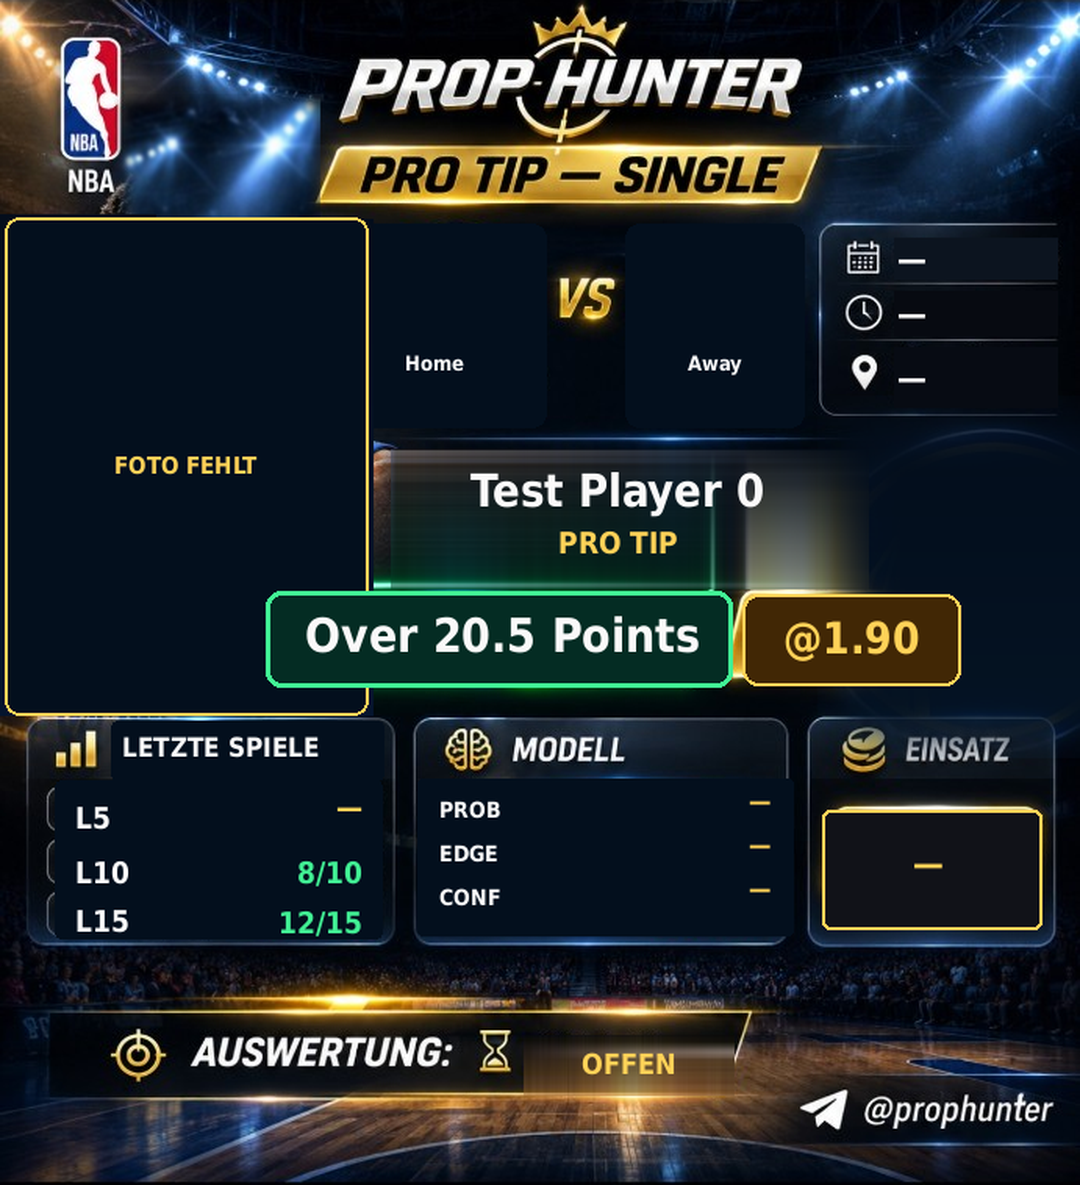 NBA
NBA
PROP HUNTER
PRO TIP — SINGLE
FOTO FEHLT
Home
VS
Away
—
—
—
Test Player 0
PRO TIP
Over 20.5 Points
@1.90
LETZTE SPIELE
L5 —
L10 8/10
L15 12/15
MODELL
PROB —
EDGE —
CONF —
EINSATZ
—
AUSWERTUNG: OFFEN
@prophunter